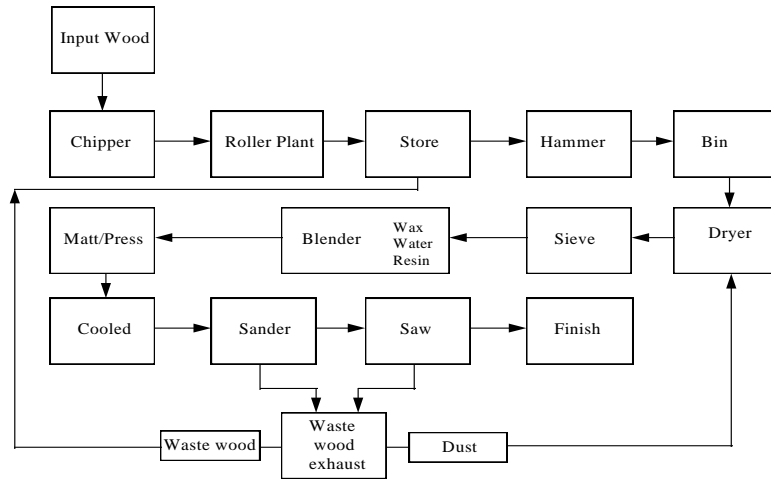 Input Wood
Chipper
Roller Plant
Store
Hammer
Bin
Matt/Press
Blender
Wax
Water
Resin
Sieve
Dryer
Cooled
Sander
Saw
Finish
Waste wood
Waste
wood
exhaust
Dust